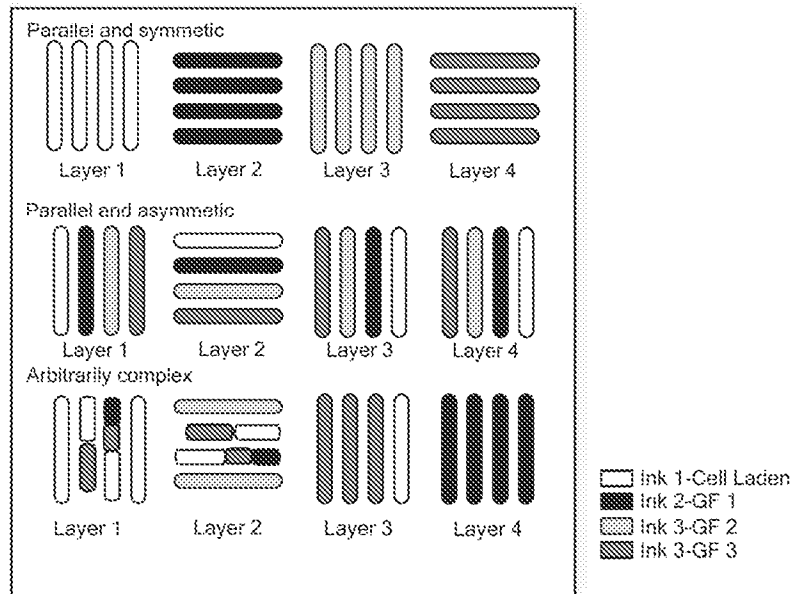 Parallel and symmetic
Layer 1 Layer 2 Layer 3 Layer 4
Parallel and asymmetic
Layer 1 Layer 2 Layer 3 Layer 4
Arbitrarily complex
Layer 1 Layer 2 Layer 3 Layer 4
Ink 1-Cell Laden
Ink 2-GF 1
Ink 3-GF 2
Ink 3-GF 3